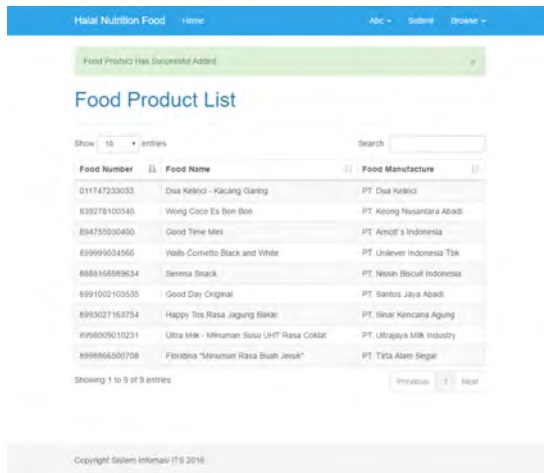 Halal Nutrition Food Home Abc Submit Browse
Food Product Has Successful Added ×
Food Product List
Show 10 entries Search
Food Number Food Name Food Manufacture
011747233033 Dua Kelinci - Kacang Garing PT. Dua Kelinci
839278100340 Wong Coco Es Bon Bon PT. Keong Nusantara Abadi
894755030400 Good Time Mini PT. Arnott's Indonesia
899999034566 Walls Cornetto Black and White PT. Unilever Indonesia Tbk
8888166989634 Serena Snack PT. Nissin Biscuit Indonesia
8991002103535 Good Day Original PT. Santos Jaya Abadi
8993027163754 Happy Tos Rasa Jagung Bakar PT. Sinar Kencana Agung
8998009010231 Ultra Milk - Minuman Susu UHT Rasa Coklat PT. Ultrajaya Milk Industry
8998866500708 Floridina "Minuman Rasa Buah Jeruk" PT. Tirta Alam Segar
Showing 1 to 9 of 9 entries Previous 1 Next
Copyright Sistem Infomasi ITS 2016